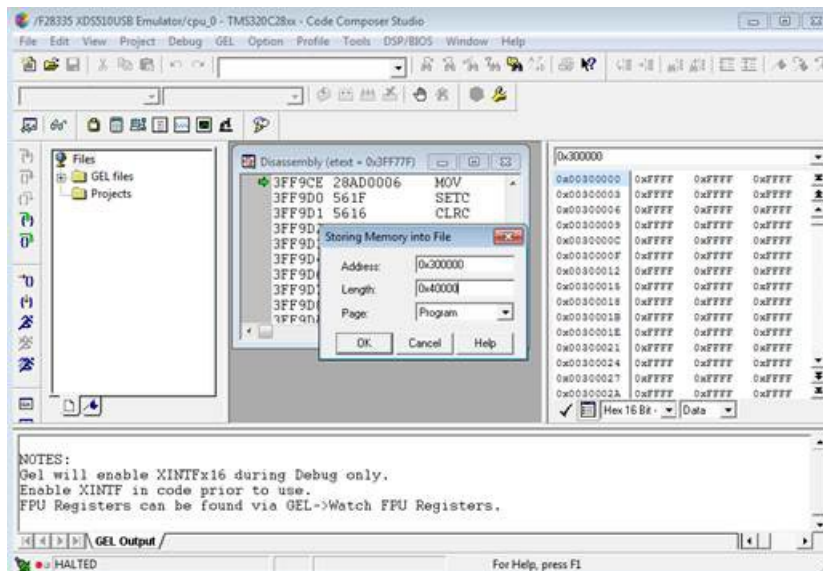 /F28335 XDS510USB Emulator/cpu_0 - TMS320C28xx - Code Composer Studio
File Edit View Project Debug GEL Option Profile Tools DSP/BIOS Window Help
Files
GEL files
Projects
Disassembly (etext = 0x3FF77F)
3FF9CE 28AD0006 MOV
3FF9D0 561F SETC
3FF9D1 5616 CLRC
Storing Memory into File
Address: 0x300000
Length: 0x40000
Page: Program
OK Cancel Help
0x300000
0x00300000 0xFFFF 0xFFFF 0xFFFF
0x00300003 0xFFFF 0xFFFF 0xFFFF
0x00300006 0xFFFF 0xFFFF 0xFFFF
0x00300009 0xFFFF 0xFFFF 0xFFFF
0x0030000C 0xFFFF 0xFFFF 0xFFFF
0x0030000F 0xFFFF 0xFFFF 0xFFFF
0x00300012 0xFFFF 0xFFFF 0xFFFF
0x00300015 0xFFFF 0xFFFF 0xFFFF
0x00300018 0xFFFF 0xFFFF 0xFFFF
0x0030001B 0xFFFF 0xFFFF 0xFFFF
0x0030001E 0xFFFF 0xFFFF 0xFFFF
0x00300021 0xFFFF 0xFFFF 0xFFFF
0x00300024 0xFFFF 0xFFFF 0xFFFF
0x00300027 0xFFFF 0xFFFF 0xFFFF
0x0030002A 0xFFFF 0xFFFF 0xFFFF
Hex 16 Bit - Data
NOTES:
Gel will enable XINTFx16 during Debug only.
Enable XINTF in code prior to use.
FPU Registers can be found via GEL->Watch FPU Registers.
GEL Output
HALTED For Help, press F1